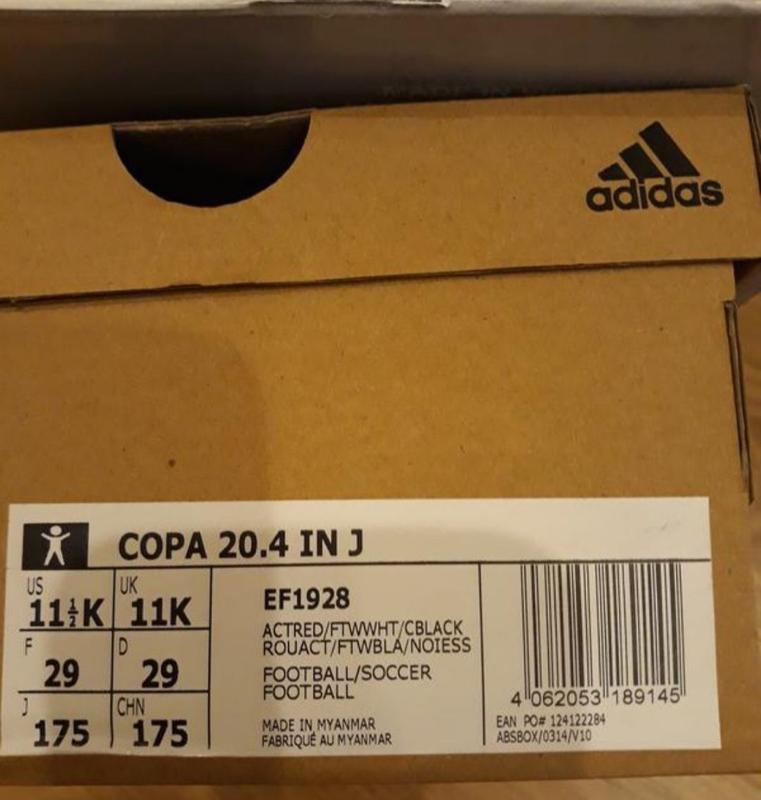 adidas
COPA 20.4 IN J
US
11½K
UK
11K
F
29
D
29
J
175
CHN
175
EF1928
ACTRED/FTWWHT/CBLACK
ROUACT/FTWBLA/NOIESS
FOOTBALL/SOCCER
FOOTBALL
MADE IN MYANMAR
FABRIQUÉ AU MYANMAR
4 062053 189145
EAN PO# 124122284
ABSBOX/0314/V10